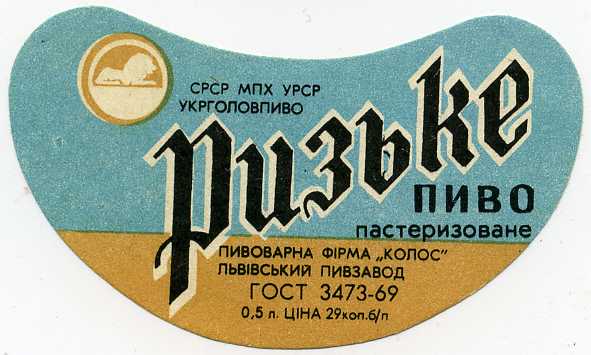 СРСР МПХ УРСР
УКРГОЛОВПИВО
Ризьке
ПИВО
пастеризоване
ПИВОВАРНА ФІРМА „КОЛОС"
ЛЬВІВСЬКИЙ ПИВЗАВОД
ГОСТ 3473-69
0,5 л. ЦІНА 29коп.б/п